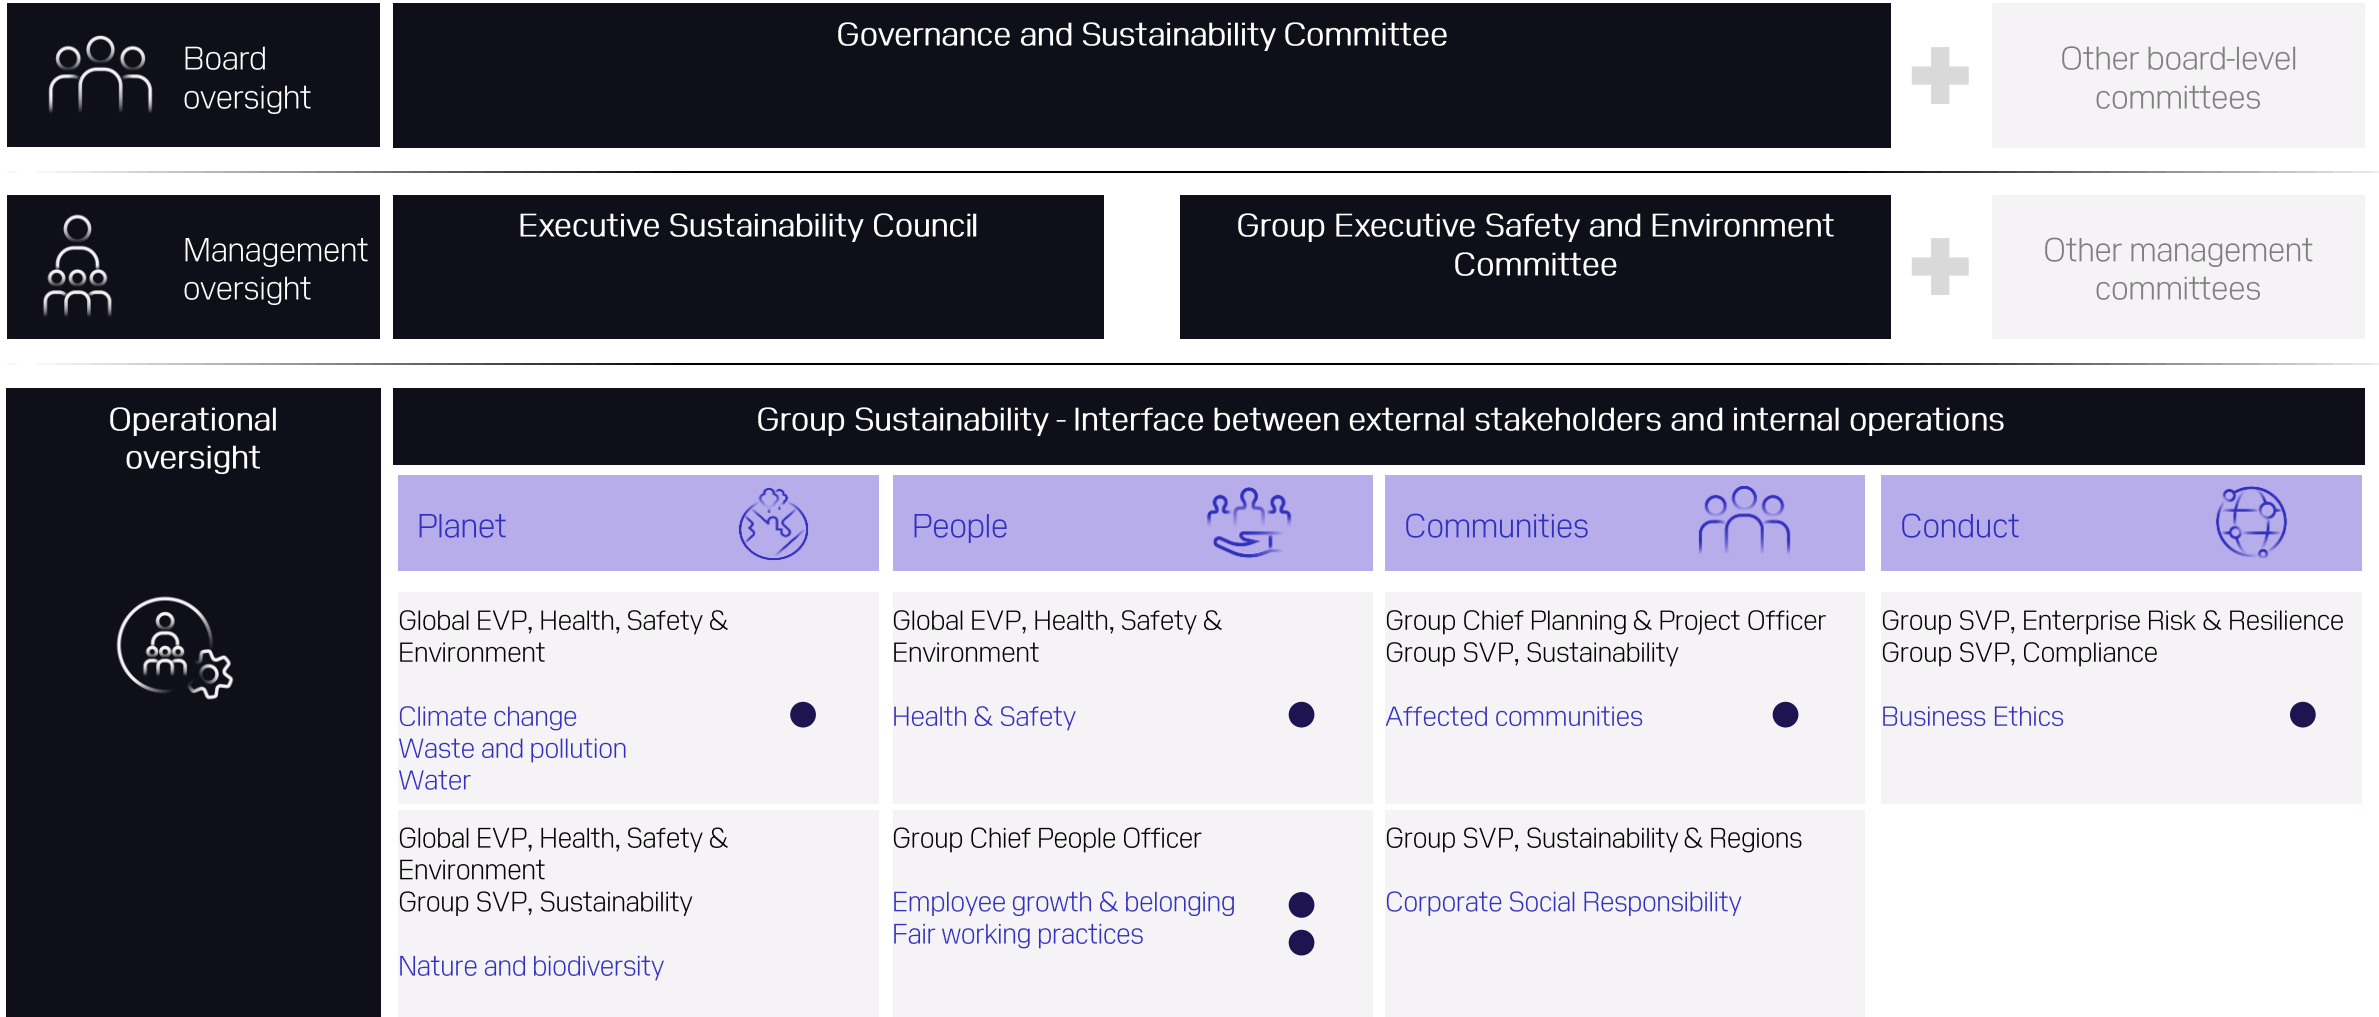 Board
oversight
Governance and Sustainability Committee
Other board-level
committees
Management
oversight
Executive Sustainability Council
Group Executive Safety and Environment
Committee
Other management
committees
Operational
oversight
Group Sustainability - Interface between external stakeholders and internal operations
Planet
People
Communities
Conduct
Global EVP, Health, Safety &
Environment
Climate change
Waste and pollution
Water
Global EVP, Health, Safety &
Environment
Health & Safety
Group Chief Planning & Project Officer
Group SVP, Sustainability
Affected communities
Group SVP, Enterprise Risk & Resilience
Group SVP, Compliance
Business Ethics
Global EVP, Health, Safety &
Environment
Group SVP, Sustainability
Nature and biodiversity
Group Chief People Officer
Employee growth & belonging
Fair working practices
Group SVP, Sustainability & Regions
Corporate Social Responsibility